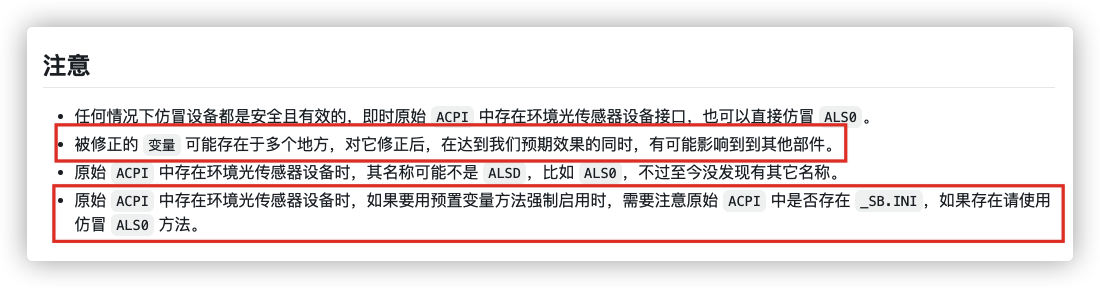 注意
任何情况下仿冒设备都是安全且有效的，即时原始 ACPI 中存在环境光传感器设备接口，也可以直接仿冒 ALS0 。
被修正的 变量 可能存在于多个地方，对它修正后，在达到我们预期效果的同时，有可能影响到到其他部件。
原始 ACPI 中存在环境光传感器设备时，其名称可能不是 ALSD ，比如 ALS0 ，不过至今没发现有其它名称。
原始 ACPI 中存在环境光传感器设备时，如果要用预置变量方法强制启用时，需要注意原始 ACPI 中是否存在 _SB.INI ，如果存在请使用
仿冒 ALS0 方法。